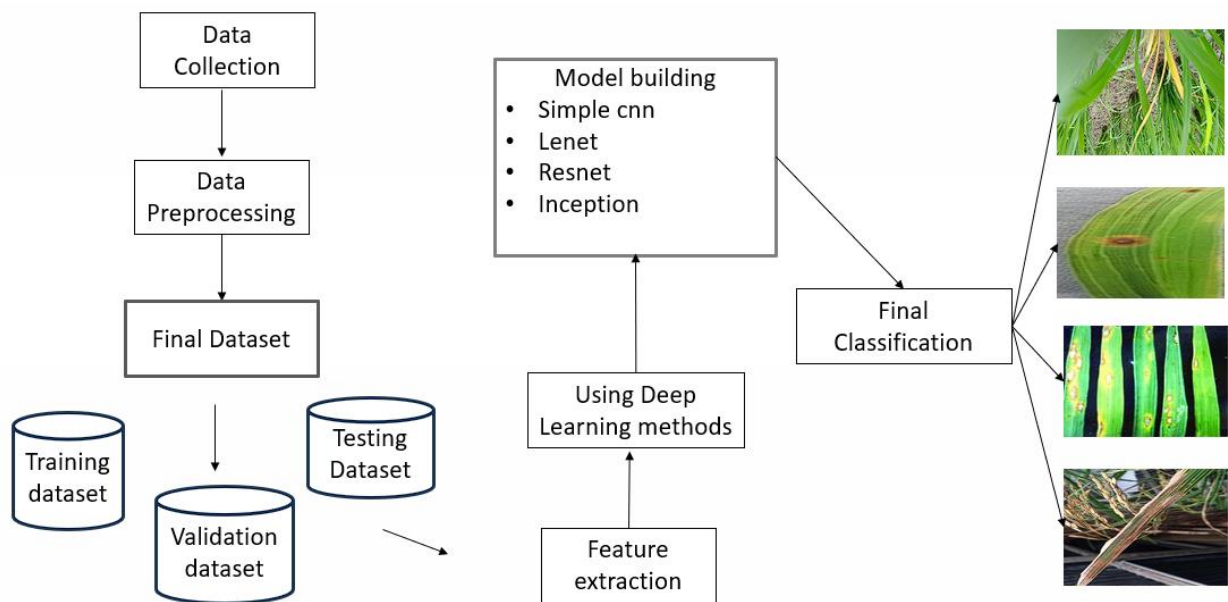 Data
Collection
Data
Preprocessing
Final Dataset
Training
dataset
Validation
dataset
Testing
Dataset
Feature
extraction
Using Deep
Learning methods
Model building
• Simple cnn
• Lenet
• Resnet
• Inception
Final
Classification